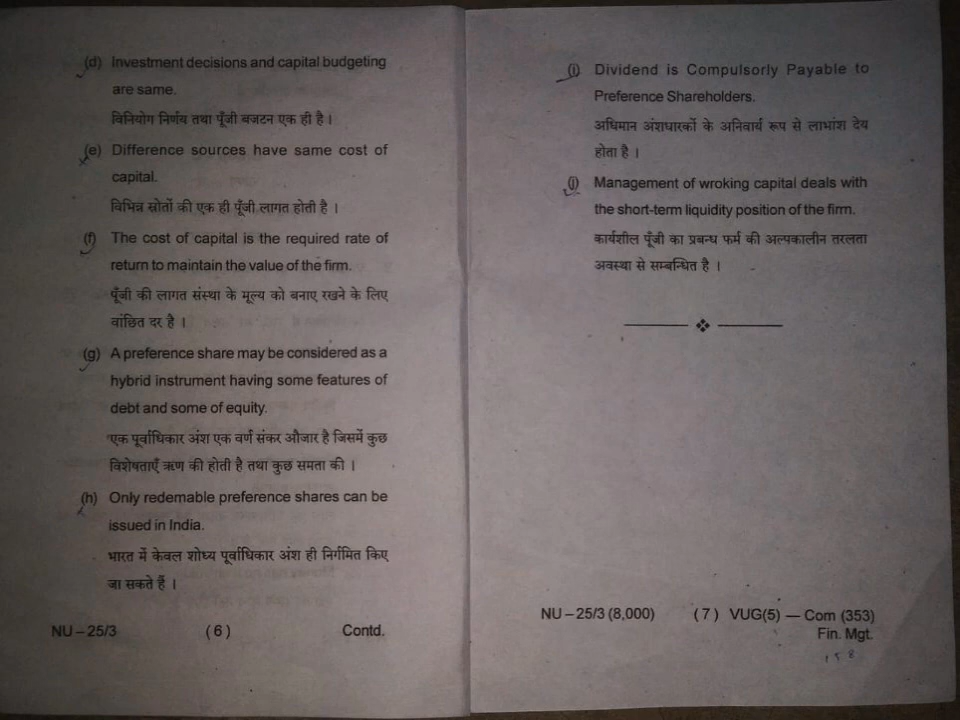 (d) Investment decisions and capital budgeting
are same.
विनियोग निर्णय तथा पूँजी बजटन एक ही है ।
(e) Difference sources have same cost of
capital.
विभिन्न स्रोतों की एक ही पूँजी लागत होती है ।
(f) The cost of capital is the required rate of
return to maintain the value of the firm.
पूँजी की लागत संस्था के मूल्य को बनाए रखने के लिए
वांछित दर है ।
(g) A preference share may be considered as a
hybrid instrument having some features of
debt and some of equity.
एक पूर्वाधिकार अंश एक वर्ण संकर औजार है जिसमें कुछ
विशेषताएँ ऋण की होती है तथा कुछ समता की ।
(h) Only redemable preference shares can be
issued in India.
भारत में केवल शोध्य पूर्वाधिकार अंश ही निर्गमित किए
जा सकते हैं ।
NU – 25/3 (6) Contd.
(i) Dividend is Compulsorly Payable to
Preference Shareholders.
अधिमान अंशधारकों के अनिवार्य रूप से लाभांश देय
होता है ।
(j) Management of wroking capital deals with
the short-term liquidity position of the firm.
कार्यशील पूँजी का प्रबन्ध फर्म की अल्पकालीन तरलता
अवस्था से सम्बन्धित है ।
NU – 25/3 (8,000) (7) VUG(5) — Com (353)
Fin. Mgt.